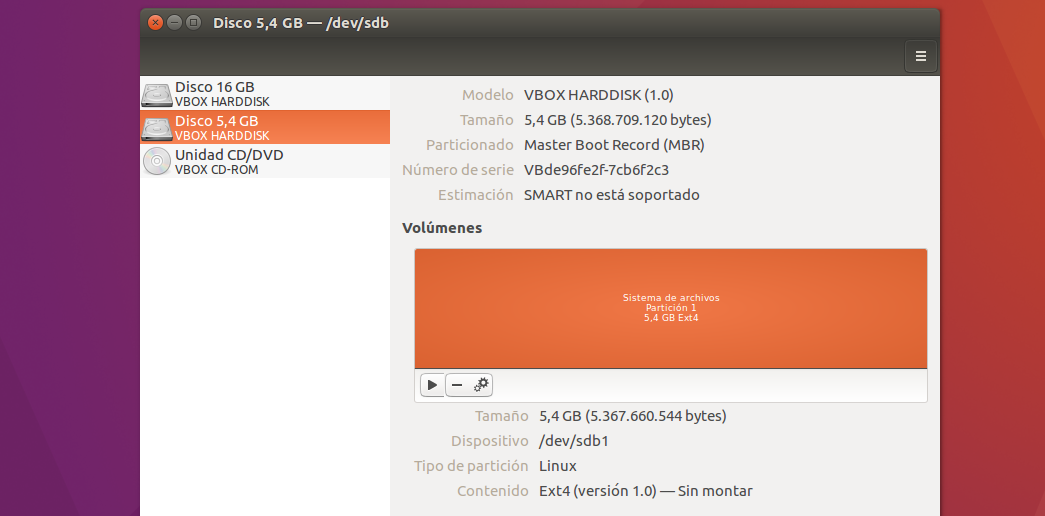 Disco 5,4 GB — /dev/sdb
Disco 16 GB
VBOX HARDDISK
Disco 5,4 GB
VBOX HARDDISK
Unidad CD/DVD
VBOX CD-ROM
Modelo VBOX HARDDISK (1.0)
Tamaño 5,4 GB (5.368.709.120 bytes)
Particionado Master Boot Record (MBR)
Número de serie VBde96fe2f-7cb6f2c3
Estimación SMART no está soportado
Volúmenes
Sistema de archivos
Partición 1
5,4 GB Ext4
Tamaño 5,4 GB (5.367.660.544 bytes)
Dispositivo /dev/sdb1
Tipo de partición Linux
Contenido Ext4 (versión 1.0) — Sin montar